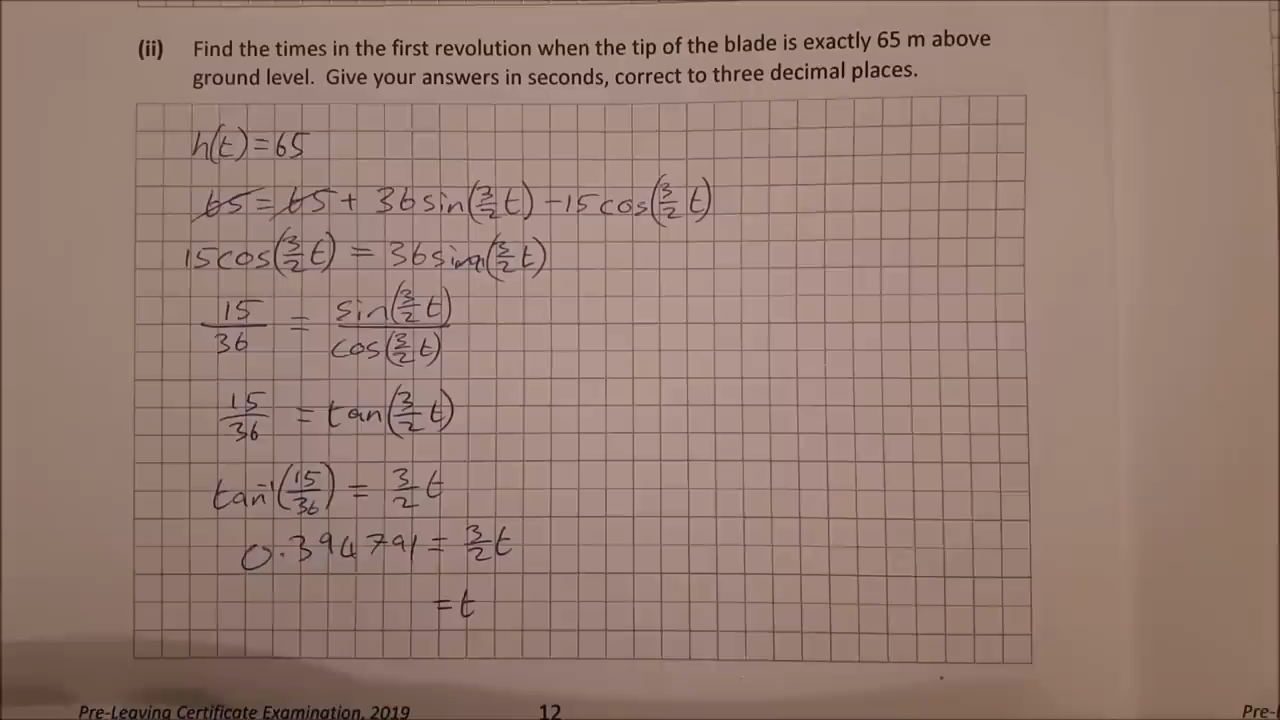 (ii) Find the times in the first revolution when the tip of the blade is exactly 65 m above
ground level. Give your answers in seconds, correct to three decimal places.
h(t) = 65
65 = 65 + 36 sin(3/2 t) - 15 cos(3/2 t)
15 cos(3/2 t) = 36 sin(3/2 t)
15/36 = sin(3/2 t)/cos(3/2 t)
15/36 = tan(3/2 t)
tan⁻¹(15/36) = 3/2 t
0.394791 = 3/2 t
= t
Pre-Leaving Certificate Examination, 2019 12 Pre-